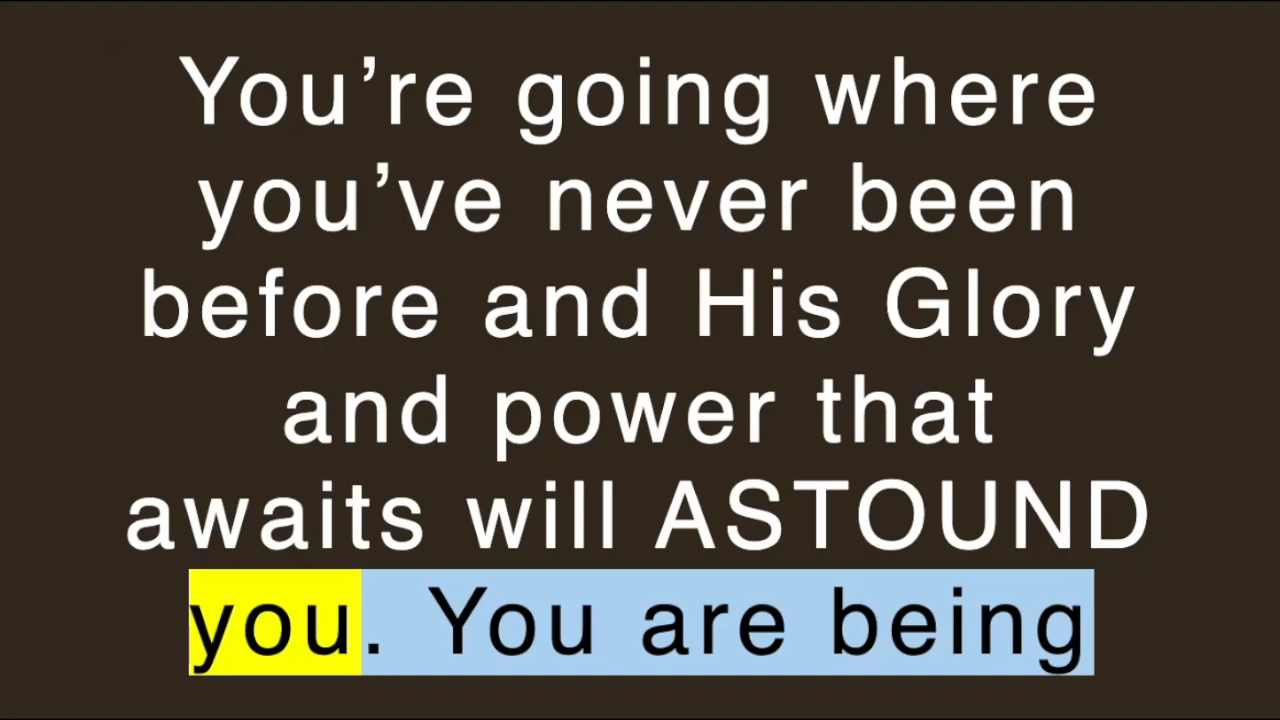 You’re going where
you’ve never been
before and His Glory
and power that
awaits will ASTOUND
you. You are being